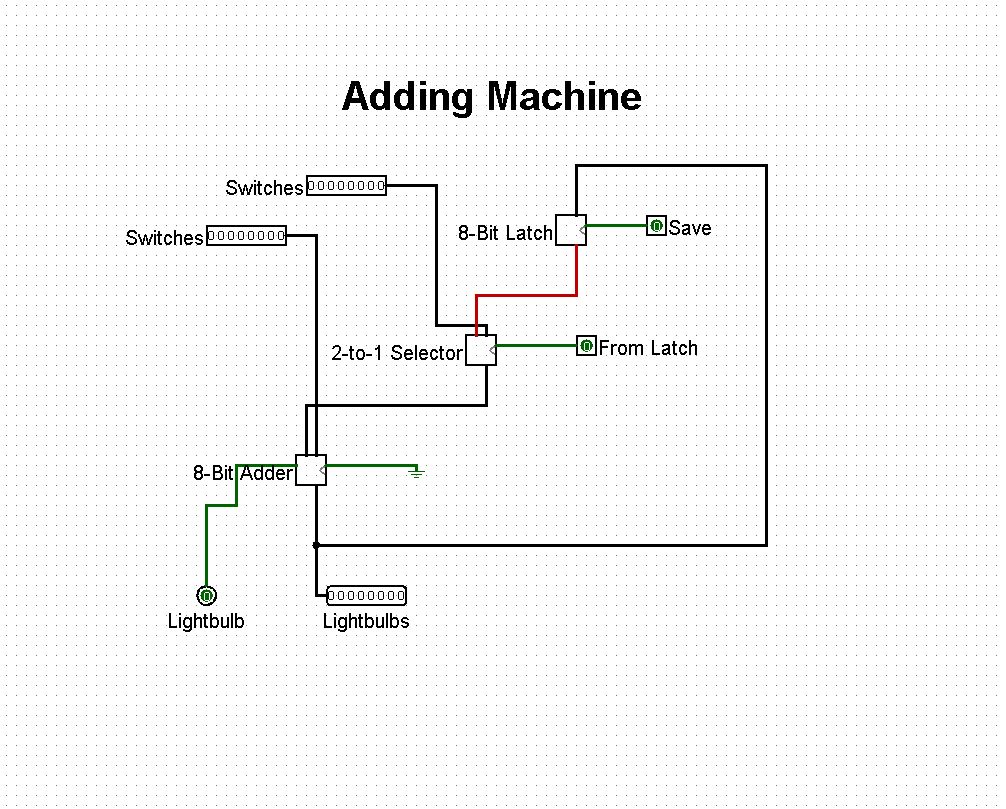 Adding Machine
Switches 00000000
Switches 00000000
8-Bit Latch 0 Save
2-to-1 Selector 0 From Latch
8-Bit Adder
0 00000000
Lightbulb Lightbulbs